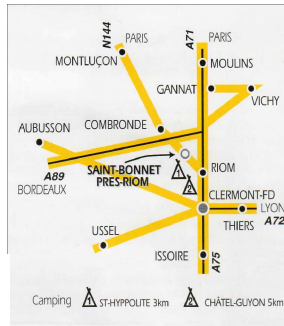 N144
PARIS
A71
PARIS
MONTLUÇON
MOULINS
GANNAT
VICHY
AUBUSSON
COMBRONDE
SAINT-BONNET
PRES-RIOM
1
RIOM
A89
BORDEAUX
2
CLERMONT-FD
LYON
A72
THIERS
USSEL
ISSOIRE
A75
Camping
1 ST-HYPPOLITE 3km
2 CHÂTEL-GUYON 5km